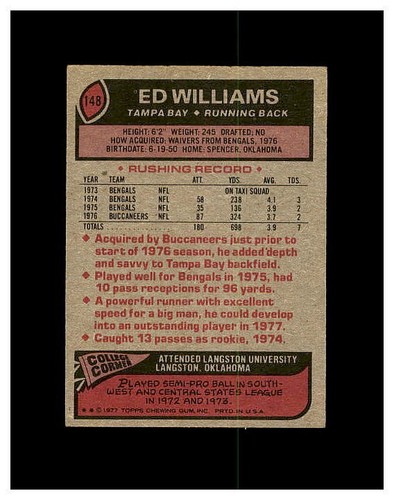 148
ED WILLIAMS
TAMPA BAY ◆ RUNNING BACK
HEIGHT: 6'2" WEIGHT: 245 DRAFTED: NO
HOW ACQUIRED: WAIVERS FROM BENGALS, 1976
BIRTHDATE: 6-19-50 HOME: SPENCER, OKLAHOMA
◆ RUSHING RECORD ◆
YEAR TEAM ATT. YDS. AVG. TDS.
1973 BENGALS NFL ON TAXI SQUAD
1974 BENGALS NFL 58 238 4.1 3
1975 BENGALS NFL 35 136 3.9 2
1976 BUCCANEERS NFL 87 324 3.7 2
TOTALS 180 698 3.9 7
◆ Acquired by Buccaneers just prior to
start of 1976 season, he added depth
and savvy to Tampa Bay backfield.
◆ Played well for Bengals in 1975, had
10 pass receptions for 96 yards.
◆ A powerful runner with excellent
speed for a big man, he could develop
into an outstanding player in 1977.
◆ Caught 13 passes as rookie, 1974.
COLLEGE
CORNER
ATTENDED LANGSTON UNIVERSITY
LANGSTON, OKLAHOMA
PLAYED SEMI-PRO BALL IN SOUTH-
WEST AND CENTRAL STATES LEAGUE
IN 1972 AND 1973.
★ ★ © 1977 TOPPS CHEWING GUM, INC. PRTD. IN U.S.A.